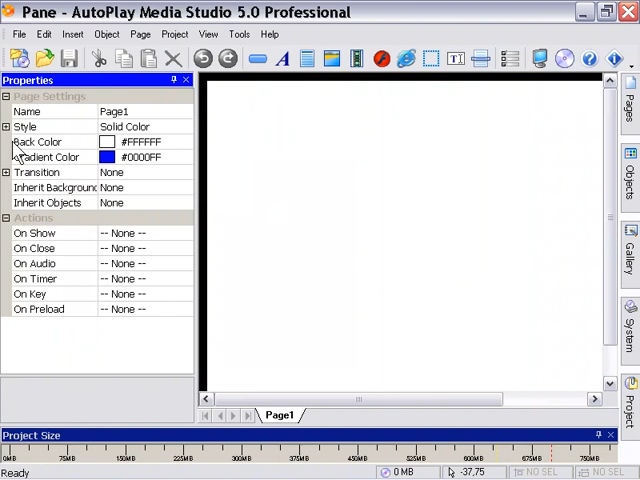 Pane - AutoPlay Media Studio 5.0 Professional
File Edit Insert Object Page Project Publish View Tools Help
Properties
Page Settings
Name Page1
Style Solid Color
Back Color #FFFFFF
Gradient Color #0000FF
Transition None
Inherit Background None
Inherit Objects None
Actions
On Show -- None --
On Close -- None --
On Audio -- None --
On Timer -- None --
On Key -- None --
On Preload -- None --
Pages
Objects
Gallery
System
Project
Page1
Project Size
0MB 75MB 150MB 225MB 300MB 375MB 450MB 525MB 600MB 675MB 750MB
Ready 0 MB -37,75 NO SEL NO SEL